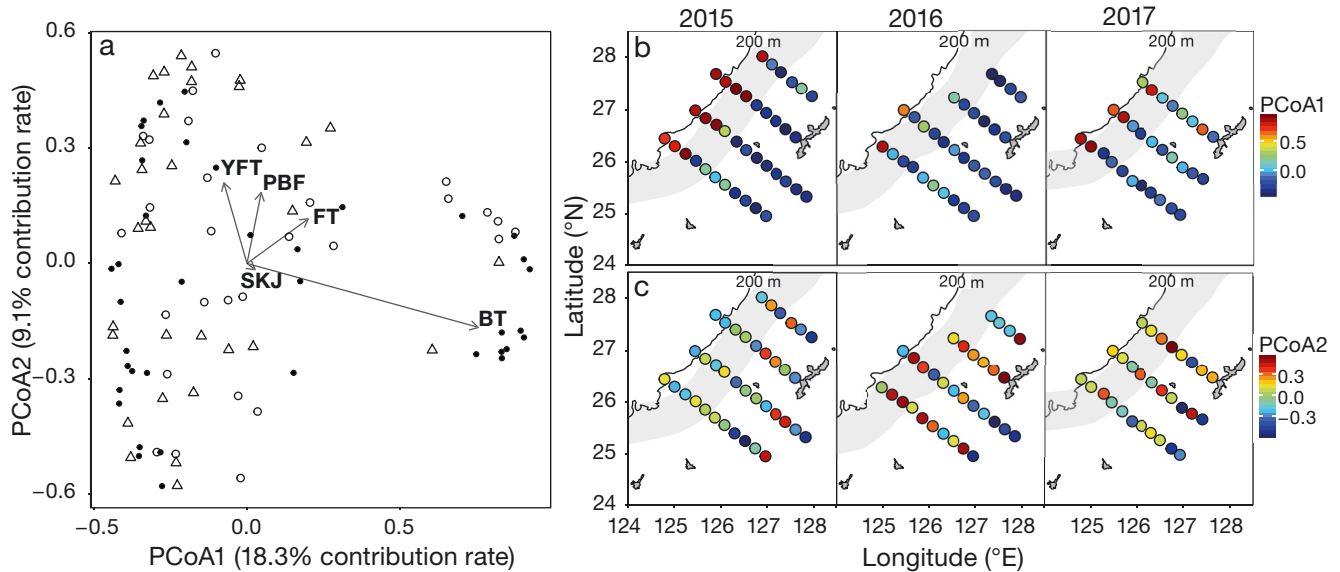 a
0.6
0.3
0.0
−0.3
−0.6
PCoA2 (9.1% contribution rate)
−0.5
0.0
0.5
PCoA1 (18.3% contribution rate)
YFT
PBF
FT
SKJ
BT
2015
2016
2017
b
200 m
200 m
200 m
28
27
26
25
24
PCoA1
0.5
0.0
Latitude (°N)
c
200 m
200 m
200 m
28
27
26
25
24
PCoA2
0.3
−0.3
124
125
126
127
128
125
126
127
128
125
126
127
128
Longitude (°E)